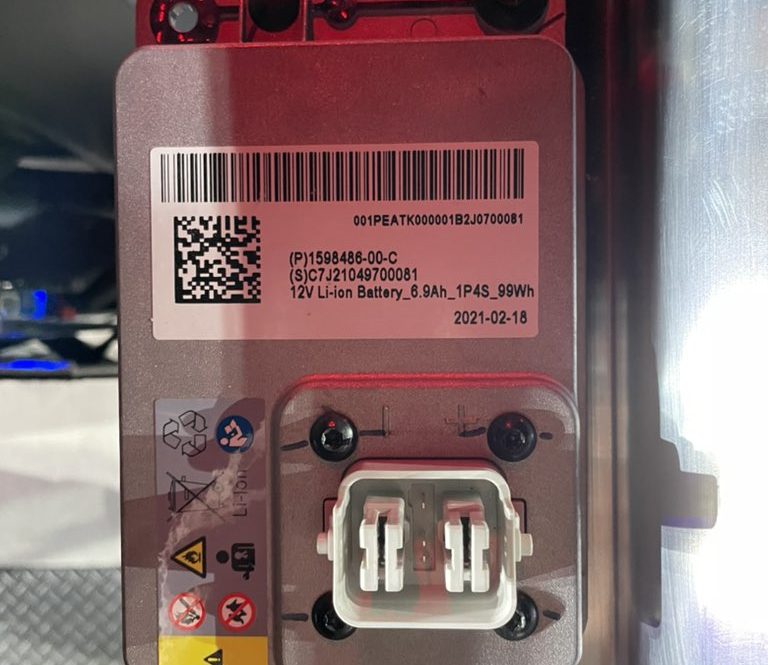 001PEATK000001B2J0700081
(P)1598486-00-C
(S)C7J21049700081
12V Li-ion Battery_6.9Ah_1P4S_99Wh
2021-02-18
- +
Li-ion